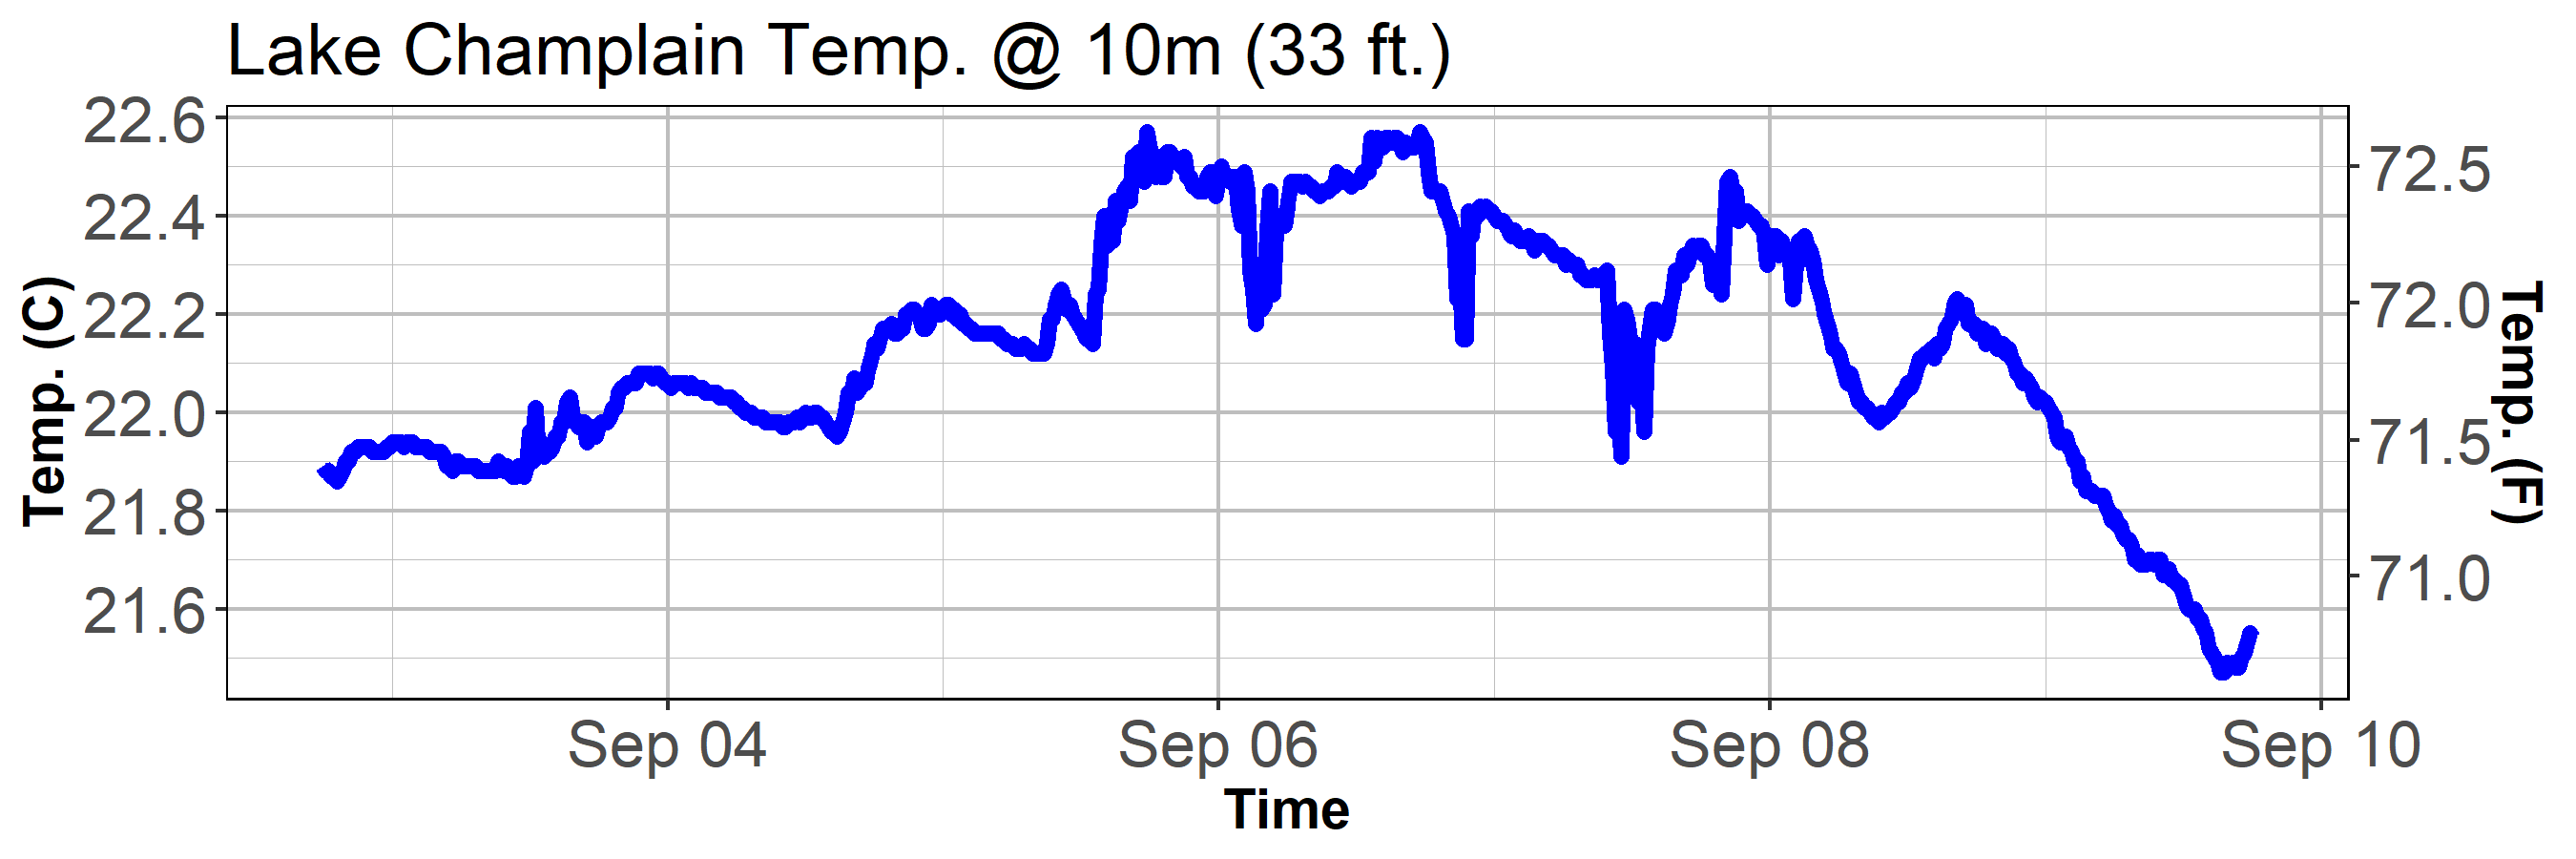 Lake Champlain Temp. @ 10m (33 ft.)
Temp. (C)
22.6
22.4
22.2
22.0
21.8
21.6
72.5
72.0
71.5
71.0
Temp. (F)
Sep 04
Sep 06
Sep 08
Sep 10
Time